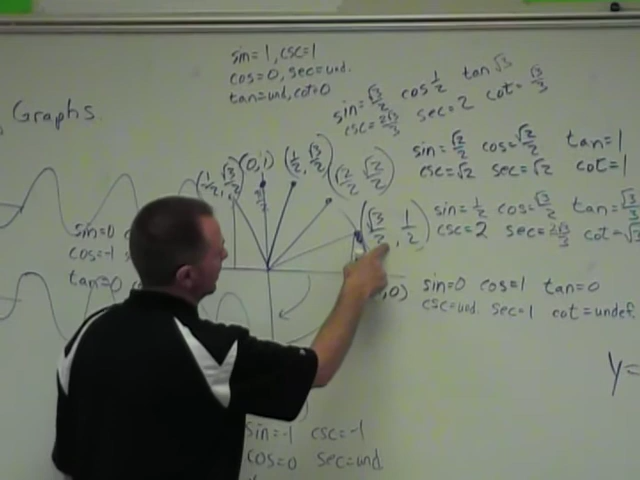 sin=1, csc=1
cos=0, sec=und.
tan=und, cot=0
Graphs.
sin=√3/2 cos 1/2 tan √3
csc=2√3/3 sec=2 cot=√3/3
sin=√2/2 cos=√2/2 tan=1
csc=√2 sec=√2 cot=1
(0,1) (1/2, √3/2) (√2/2, √2/2)
(√3/2, 1/2)
sin=1/2 cos=√3/2 tan=√3
csc=2 sec=2√3/3 cot=√3
sin=0
cos=-1,
tan=0
,0)
sin=0 cos=1 tan=0
csc=und. sec=1 cot=undef.
y=
sin=-1 csc=-1
cos=0 sec=und